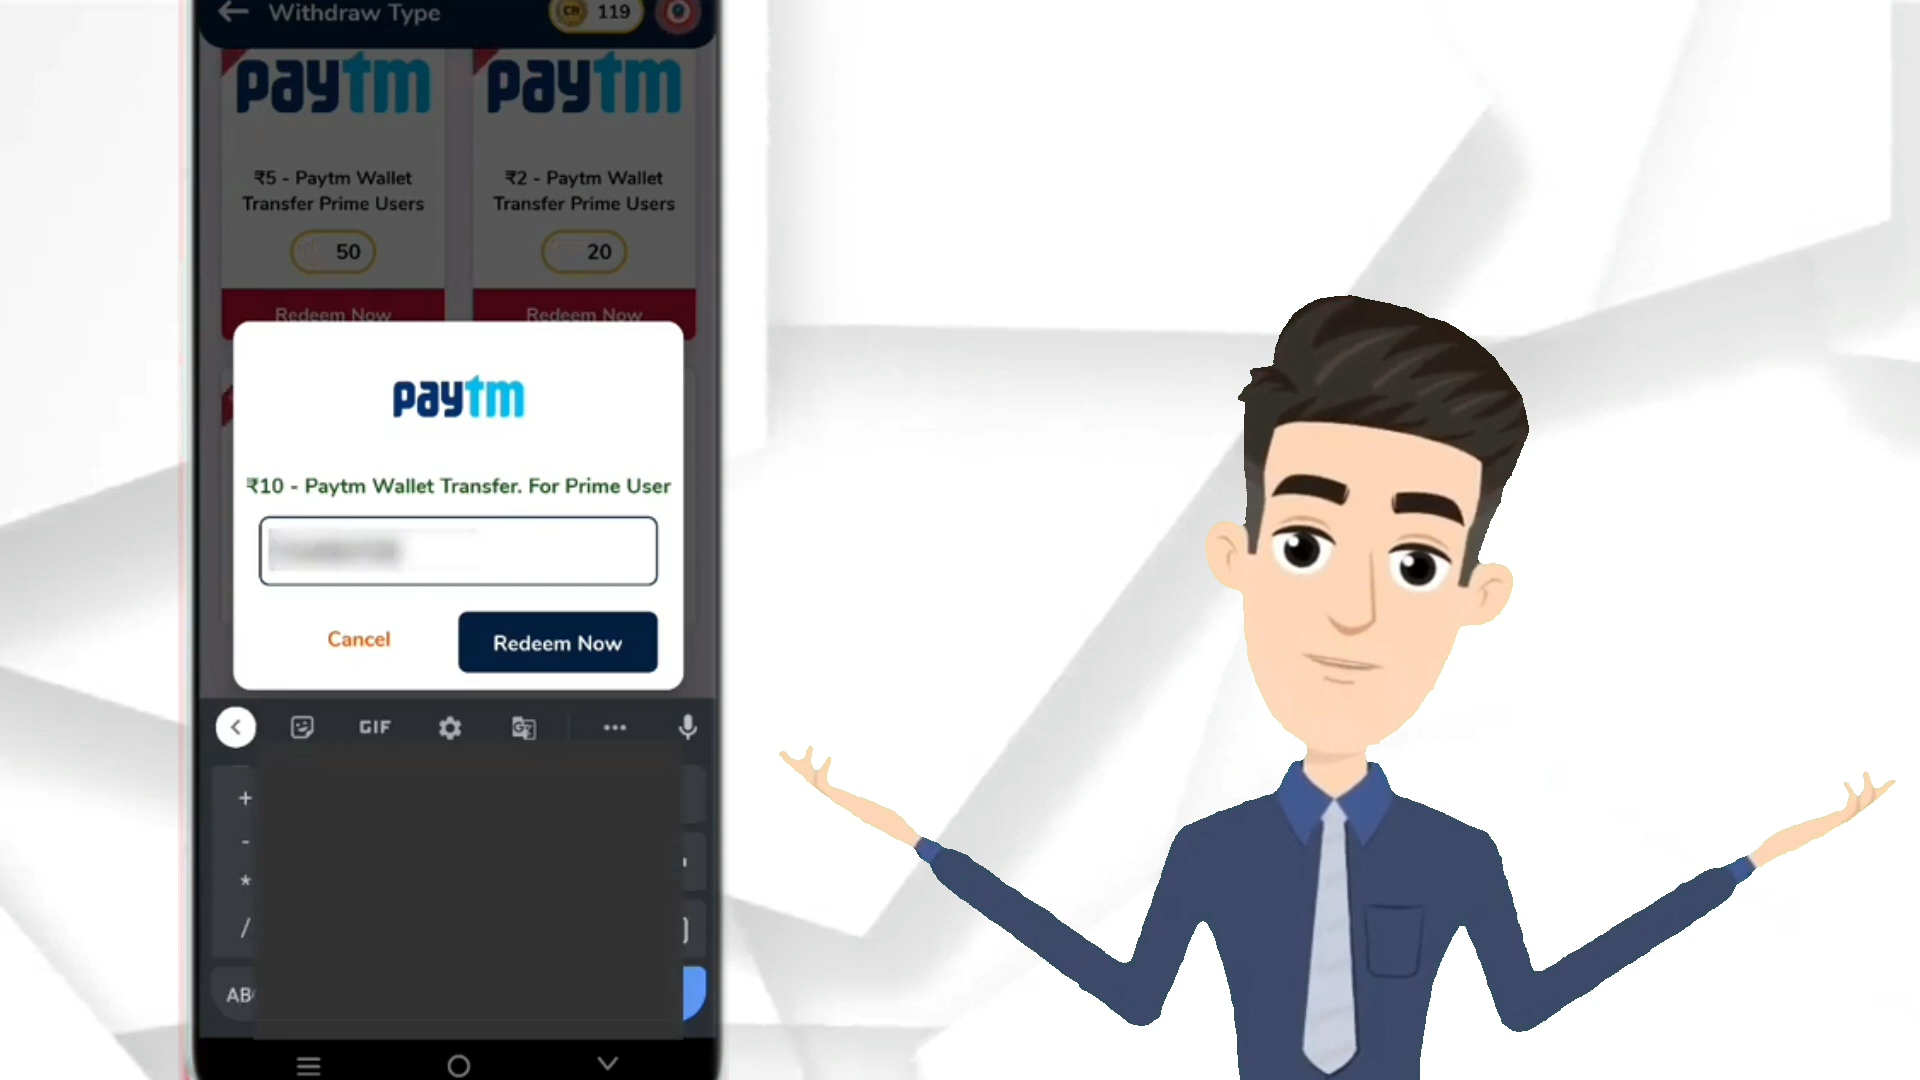 Withdraw Type
CB 119
paytm paytm
₹5 - Paytm Wallet
Transfer Prime Users
50
Redeem Now
₹2 - Paytm Wallet
Transfer Prime Users
20
Redeem Now
paytm
₹10 - Paytm Wallet Transfer. For Prime User
Cancel
Redeem Now
GIF
+
-
*
/